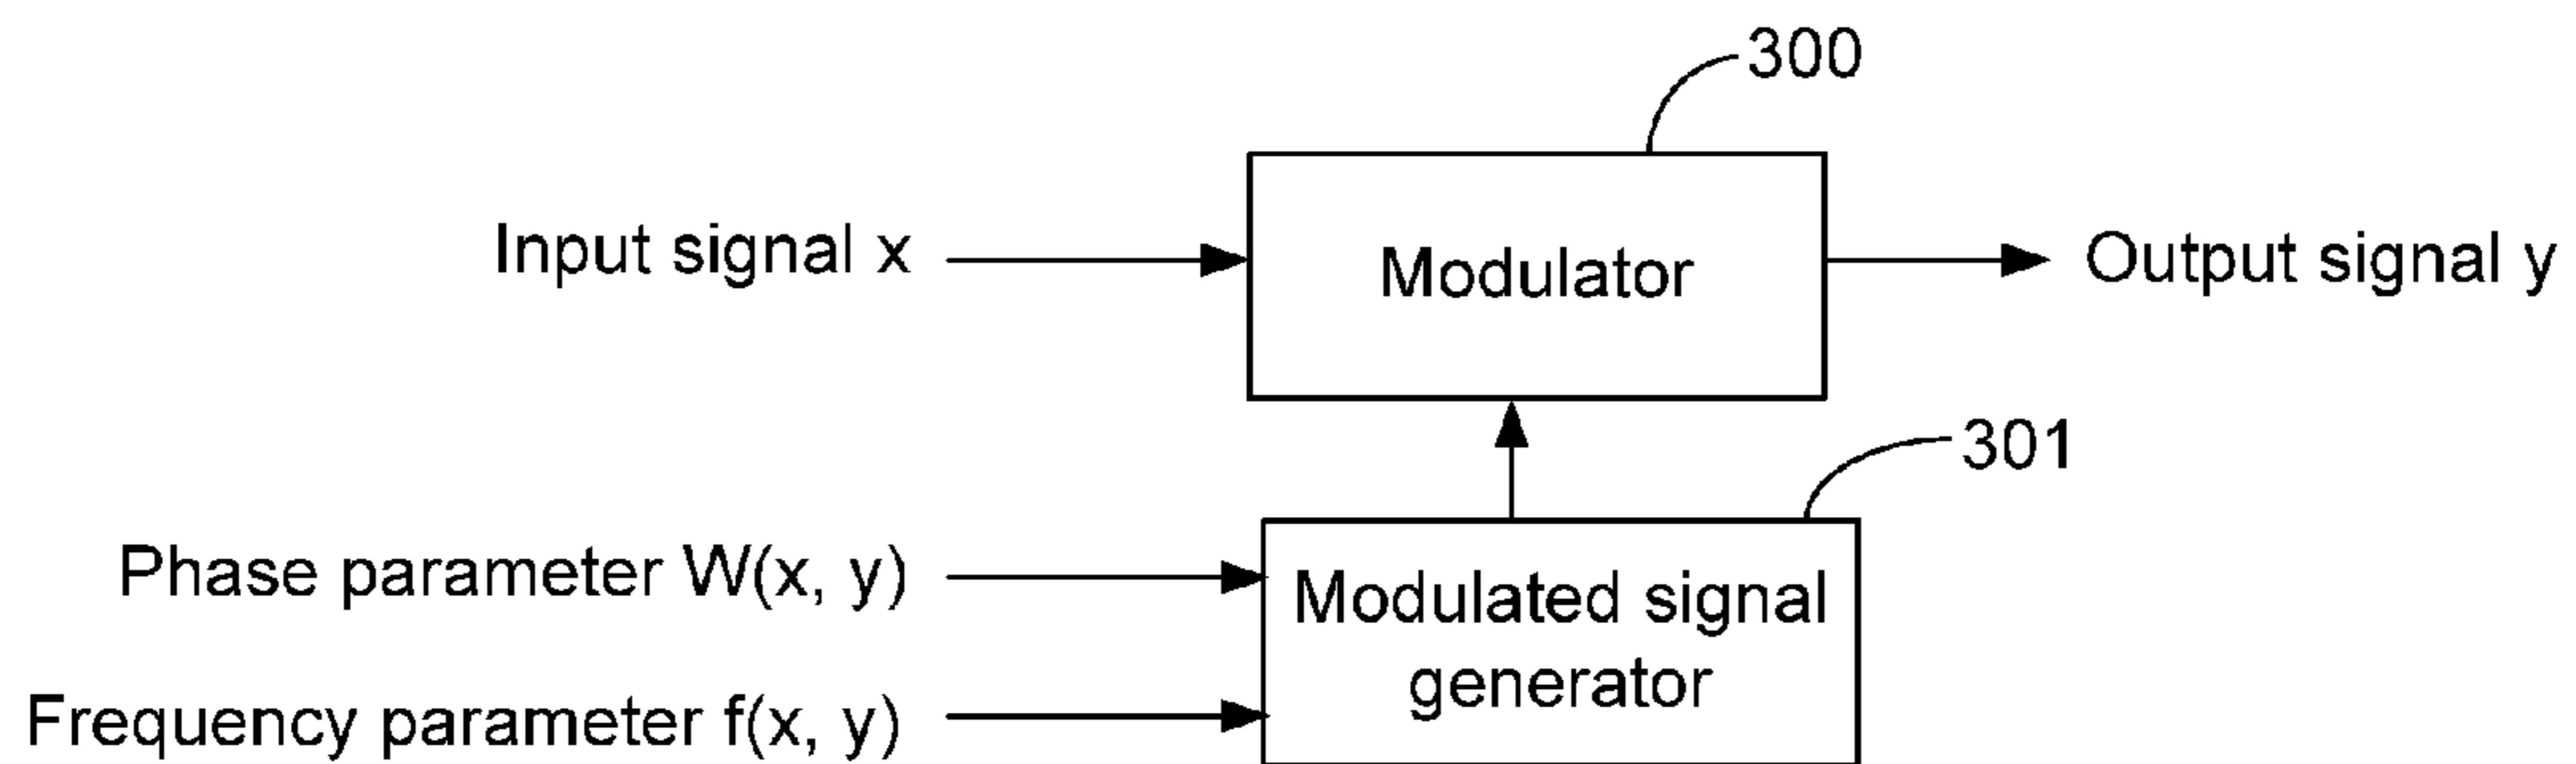 300
Input signal x
Modulator
Output signal y
301
Phase parameter W(x, y)
Modulated signal
generator
Frequency parameter f(x, y)